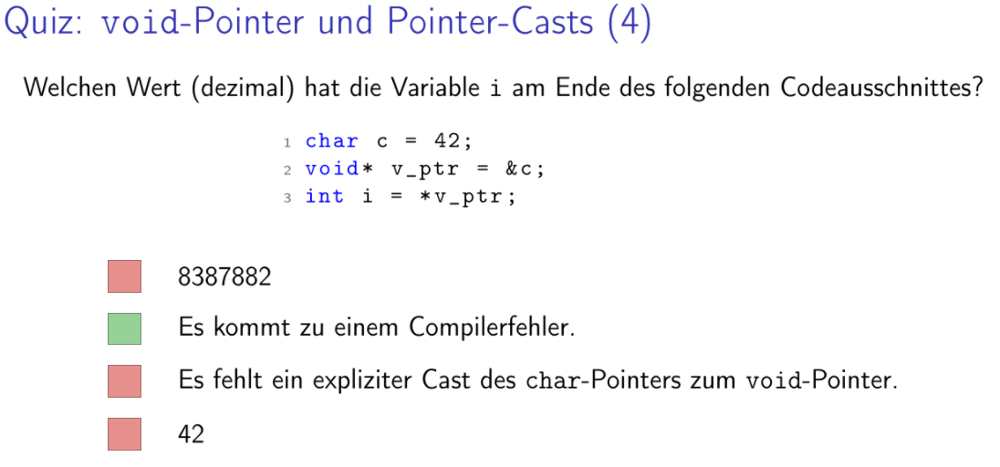 Quiz: void-Pointer und Pointer-Casts (4)
Welchen Wert (dezimal) hat die Variable i am Ende des folgenden Codeausschnittes?
1 char c = 42;
2 void* v_ptr = &c;
3 int i = *v_ptr;
8387882
Es kommt zu einem Compilerfehler.
Es fehlt ein expliziter Cast des char-Pointers zum void-Pointer.
42